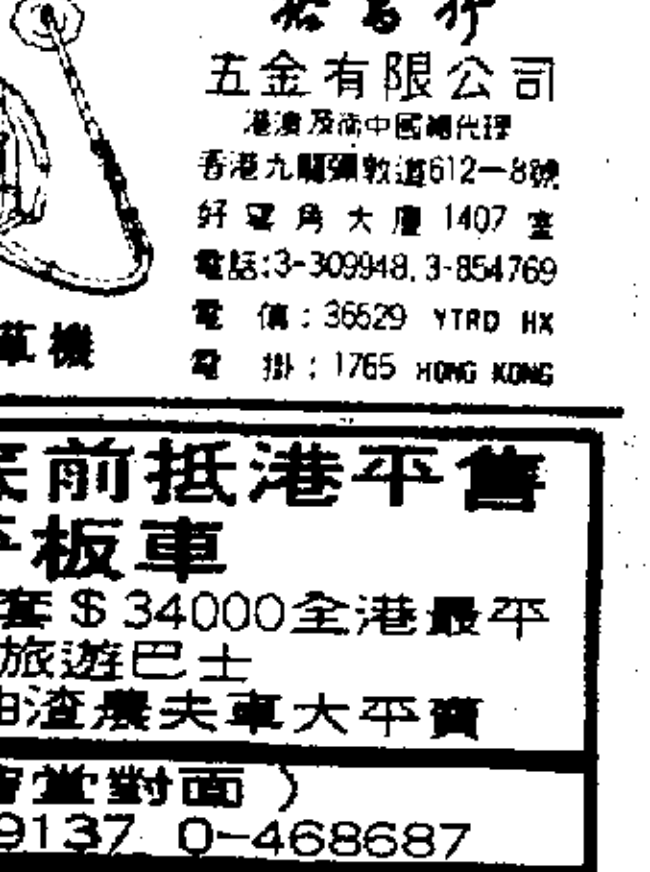 昌行
五金有限公司
港澳及南中國總代理
香港九龍彌敦道612—8號
好望角大廈 1407 室
電話:3-309948, 3-854769
電 傳:36529 YTRD HX
電 掛:1765 HONG KONG
草機
前抵港平售
板車
套$34000全港最平
旅遊巴士
油渣農夫車大平賣
堂對面)
9137 0—468687